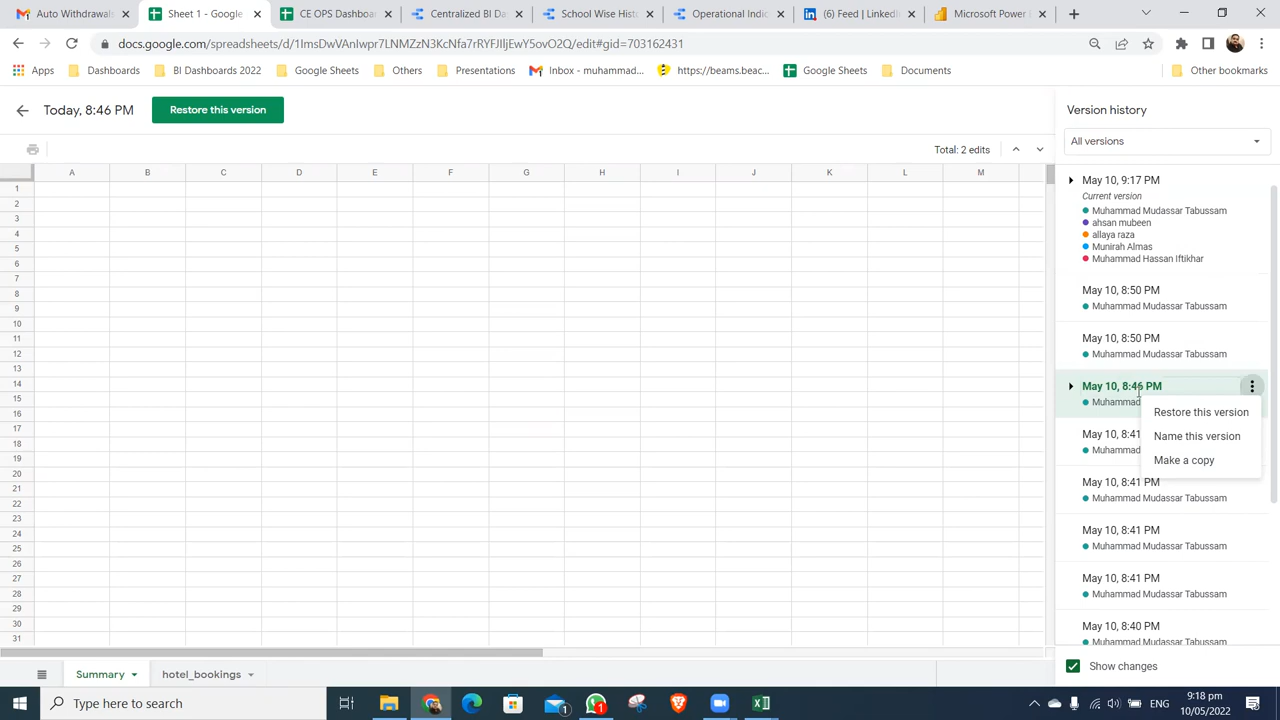 Auto Withdrawals
Sheet 1 - Google
CE OPS Dashboar
Centralized BI Da
School Wise Hist
Operational Indic
(6) Feed | LinkedI
Microsoft Power
docs.google.com/spreadsheets/d/
/edit#gid=703162431
Apps
Dashboards
BI Dashboards 2022
Google Sheets
Others
Presentations
Inbox - muhammad...
https://beams.beac...
Google Sheets
Documents
Other bookmarks
Today, 8:46 PM
Restore this version
Version history
All versions
Total: 2 edits
A B C D E F G H I J K L M
1
2
3
4
5
6
7
8
9
10
11
12
13
14
15
16
17
18
19
20
21
22
23
24
25
26
27
28
29
30
31
May 10, 9:17 PM
Current version
Muhammad Mudassar Tabussam
ahsan mubeen
allaya raza
Munirah Almas
Muhammad Hassan Iftikhar
May 10, 8:50 PM
Muhammad Mudassar Tabussam
May 10, 8:50 PM
Muhammad Mudassar Tabussam
May 10, 8:46 PM
Muhammad
Restore this version
Name this version
Make a copy
May 10, 8:41
Muhammad
May 10, 8:41 PM
Muhammad Mudassar Tabussam
May 10, 8:41 PM
Muhammad Mudassar Tabussam
May 10, 8:41 PM
Muhammad Mudassar Tabussam
May 10, 8:40 PM
Muhammad Mudassar Tabussam
Summary
hotel_bookings
Show changes
Type here to search
1
1
9:18 pm
10/05/2022